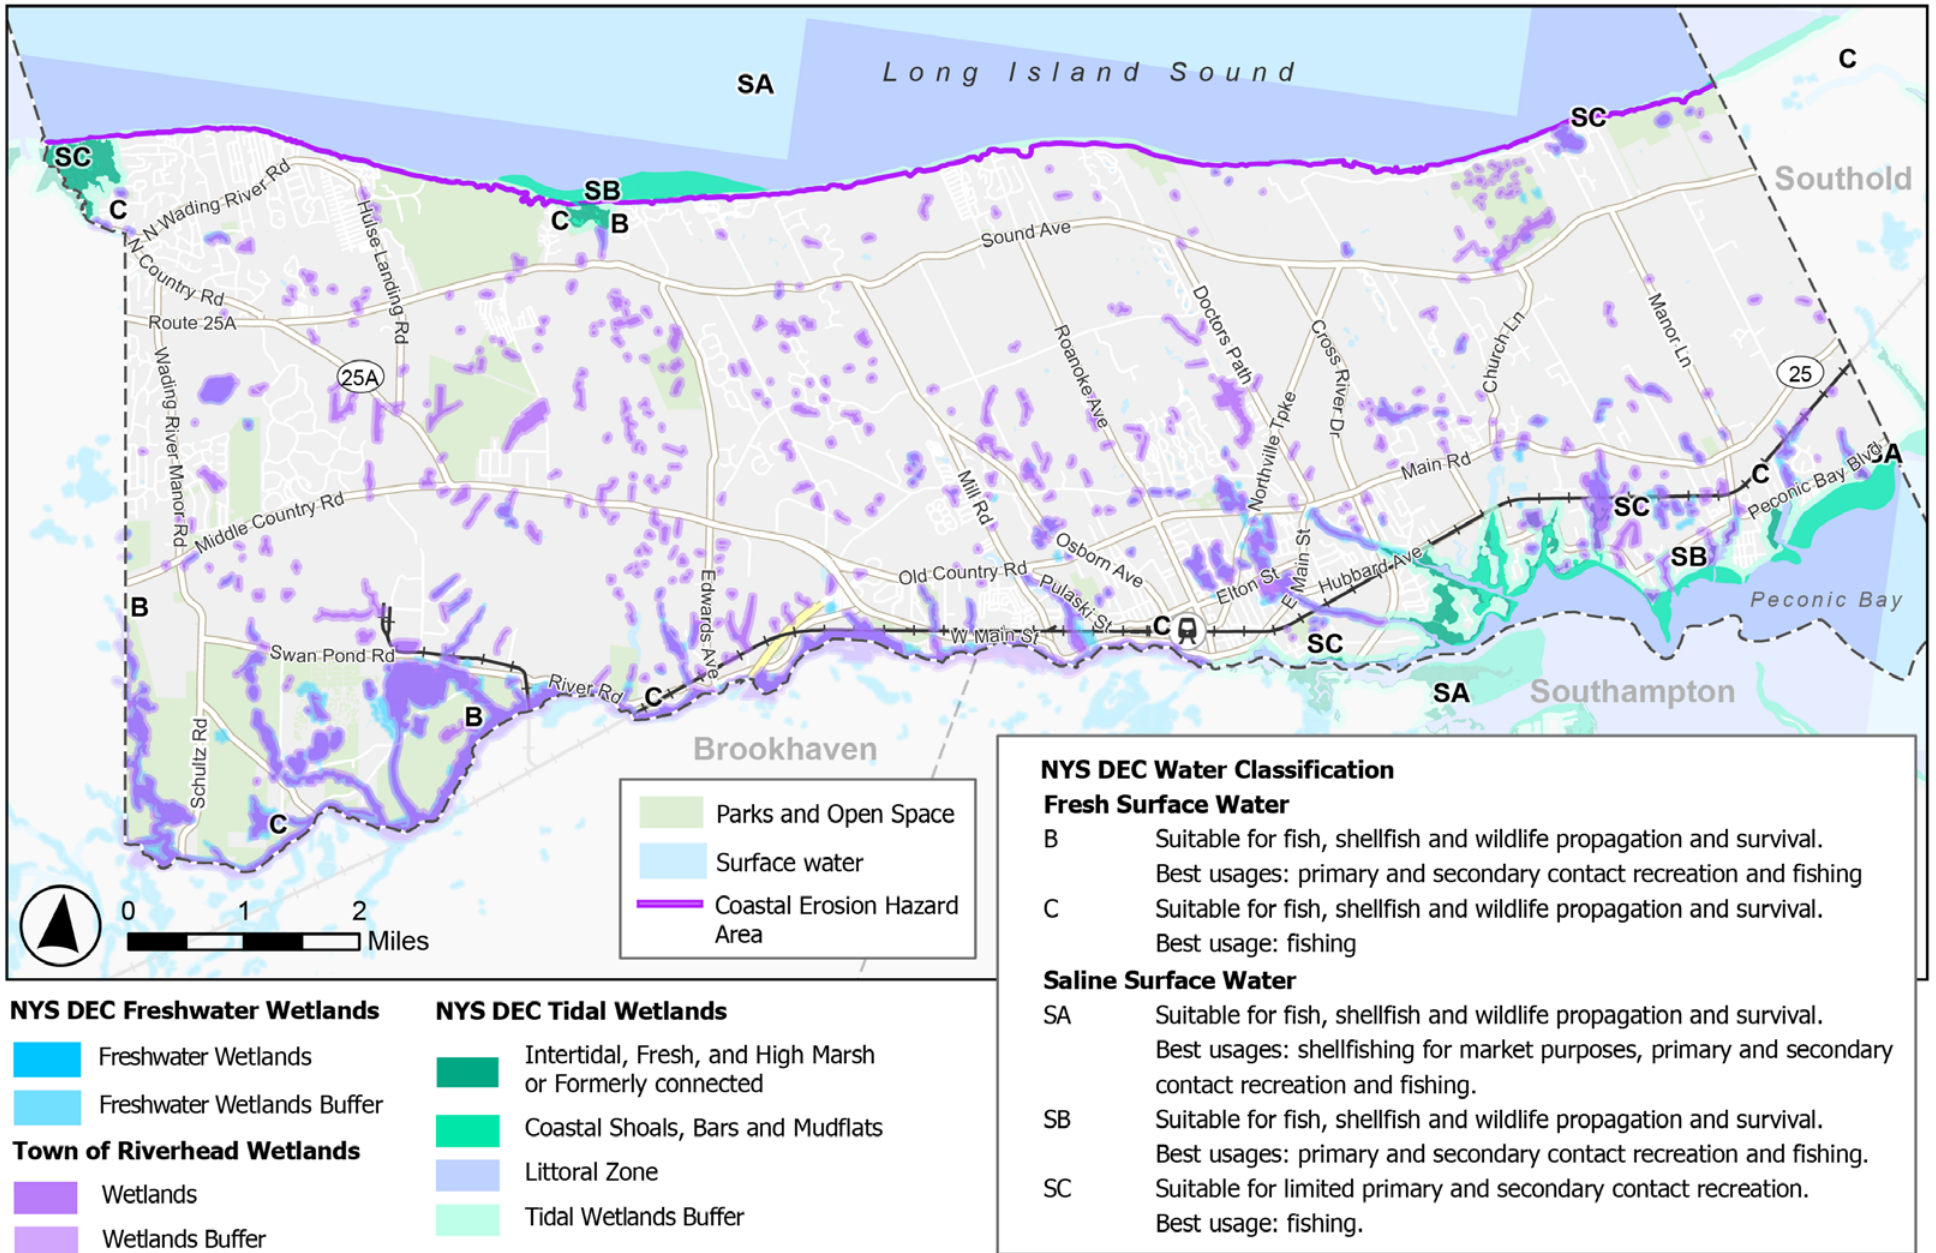 Long Island Sound
SA
C
SC
SC
Southold
SB
C
N Wading River Rd
C
B
Hulse Landing Rd
Sound Ave
N Country Rd
Route 25A
Doctors Path
Manor Ln
Cross River Dr
Church Ln
Roanoke Ave
Wading River Manor Rd
25A
25
Northville Tpke
Main Rd
SA
C
Peconic Bay Blvd
Mill Rd
SC
Middle Country Rd
Osborn Ave
SB
Old Country Rd
Hubbard Ave
E Main St
Elton St
Edwards Ave
Pulaski St
B
Peconic Bay
C
W Main St
SC
Swan Pond Rd
River Rd
C
SA
Southampton
B
Brookhaven
Schultz Rd
C
0 1 2
Miles
Parks and Open Space
Surface water
Coastal Erosion Hazard
Area
NYS DEC Water Classification
Fresh Surface Water
B Suitable for fish, shellfish and wildlife propagation and survival.
Best usages: primary and secondary contact recreation and fishing
C Suitable for fish, shellfish and wildlife propagation and survival.
Best usage: fishing
Saline Surface Water
SA Suitable for fish, shellfish and wildlife propagation and survival.
Best usages: shellfishing for market purposes, primary and secondary
contact recreation and fishing.
SB Suitable for fish, shellfish and wildlife propagation and survival.
Best usages: primary and secondary contact recreation and fishing.
SC Suitable for limited primary and secondary contact recreation.
Best usage: fishing.
NYS DEC Freshwater Wetlands
Freshwater Wetlands
Freshwater Wetlands Buffer
Town of Riverhead Wetlands
Wetlands
Wetlands Buffer
NYS DEC Tidal Wetlands
Intertidal, Fresh, and High Marsh
or Formerly connected
Coastal Shoals, Bars and Mudflats
Littoral Zone
Tidal Wetlands Buffer